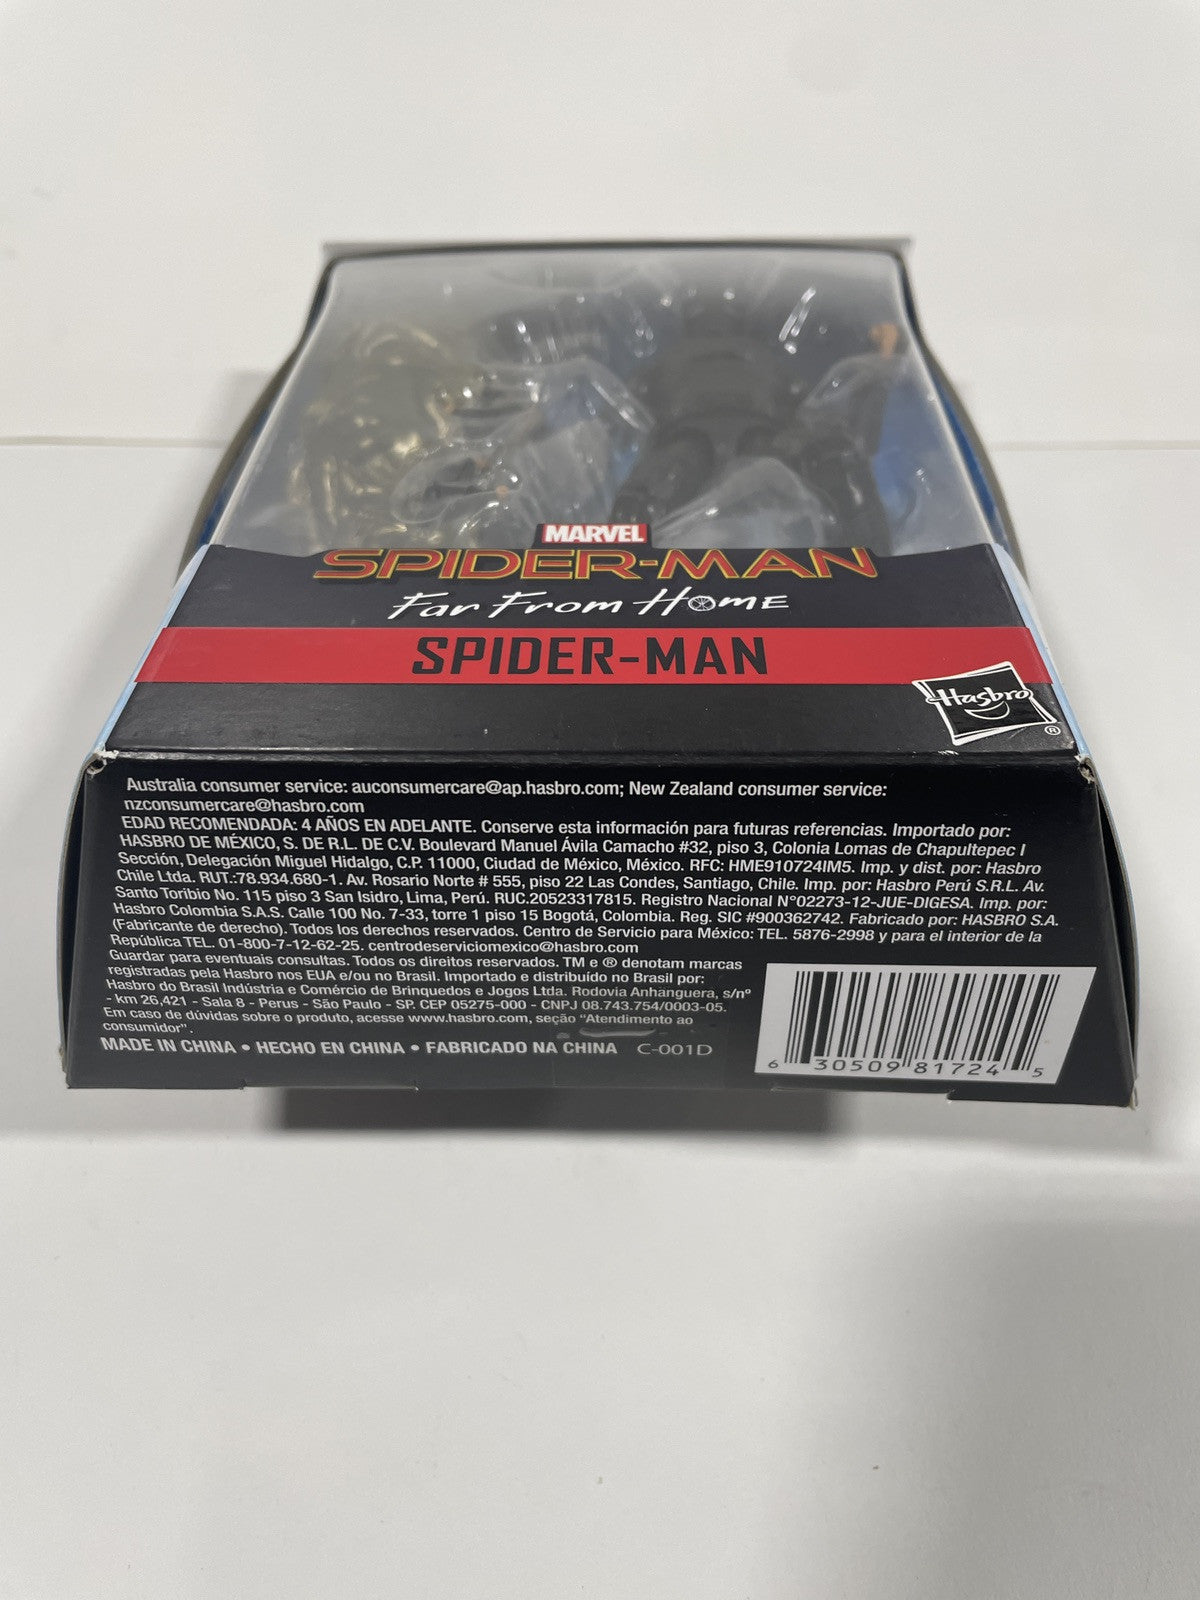 MARVEL
SPIDER-MAN
Far From Home
SPIDER-MAN
Hasbro
®
Australia consumer service: auconsumercare@ap.hasbro.com; New Zealand consumer service:
nzconsumercare@hasbro.com
EDAD RECOMENDADA: 4 AÑOS EN ADELANTE. Conserve esta información para futuras referencias. Importado por:
HASBRO DE MÉXICO, S. DE R.L. DE C.V. Boulevard Manuel Ávila Camacho #32, piso 3, Colonia Lomas de Chapultepec I
Sección, Delegación Miguel Hidalgo, C.P. 11000, Ciudad de México, México. RFC: HME910724IM5. Imp. y dist. por: Hasbro
Chile Ltda. RUT.:78.934.680-1. Av. Rosario Norte # 555, piso 22 Las Condes, Santiago, Chile. Imp. por: Hasbro Perú S.R.L. Av.
Santo Toribio No. 115 piso 3 San Isidro, Lima, Perú. RUC.20523317815. Registro Nacional N°02273-12-JUE-DIGESA. Imp. por:
Hasbro Colombia S.A.S. Calle 100 No. 7-33, torre 1 piso 15 Bogotá, Colombia. Reg. SIC #900362742. Fabricado por: HASBRO S.A.
(Fabricante de derecho). Todos los derechos reservados. Centro de Servicio para México: TEL. 5876-2998 y para el interior de la
República TEL. 01-800-7-12-62-25. centrodeserviciomexico@hasbro.com
Guardar para eventuais consultas. Todos os direitos reservados. TM e ® denotam marcas
registradas pela Hasbro nos EUA e/ou no Brasil. Importado e distribuído no Brasil por:
Hasbro do Brasil Indústria e Comércio de Brinquedos e Jogos Ltda. Rodovia Anhanguera, s/nº
- km 26,421 - Sala 8 - Perus - São Paulo - SP. CEP 05275-000 - CNPJ 08.743.754/0003-05.
Em caso de dúvidas sobre o produto, acesse www.hasbro.com, seção "Atendimento ao
consumidor".
MADE IN CHINA • HECHO EN CHINA • FABRICADO NA CHINA C-001D
6 30509 81724 5